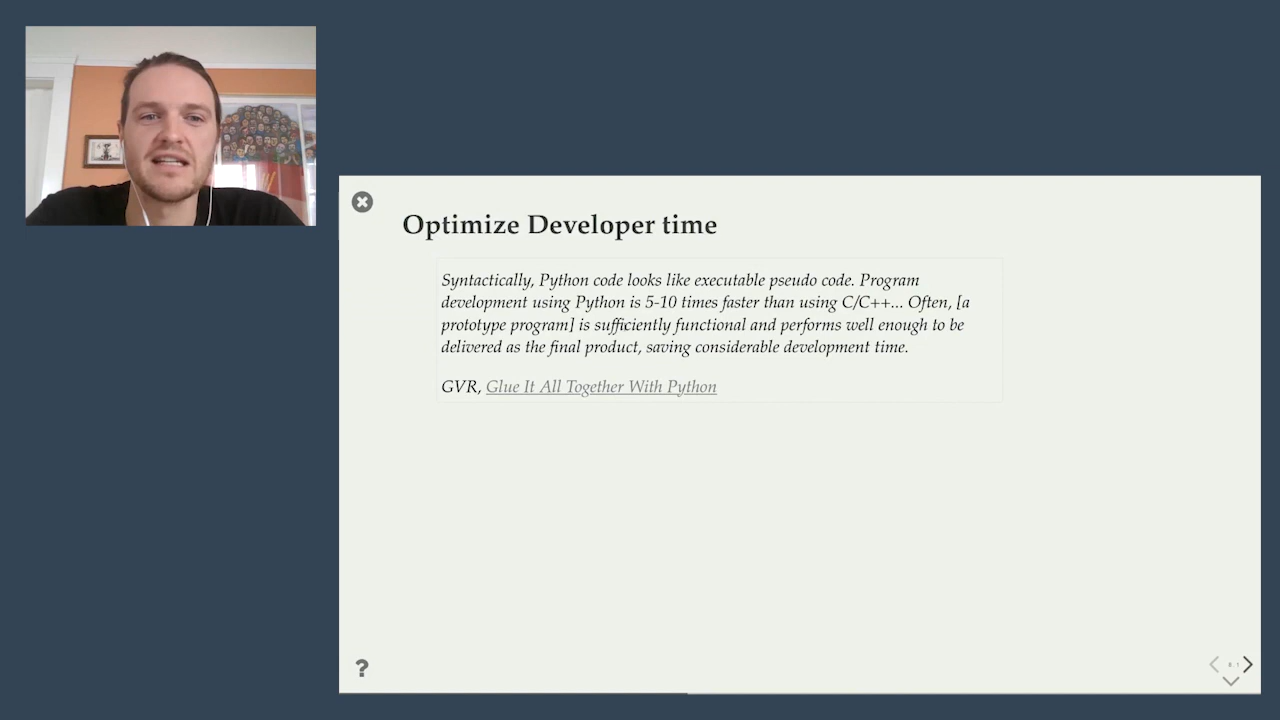 Optimize Developer time
Syntactically, Python code looks like executable pseudo code. Program
development using Python is 5-10 times faster than using C/C++... Often, [a
prototype program] is sufficiently functional and performs well enough to be
delivered as the final product, saving considerable development time.
GVR, Glue It All Together With Python
?